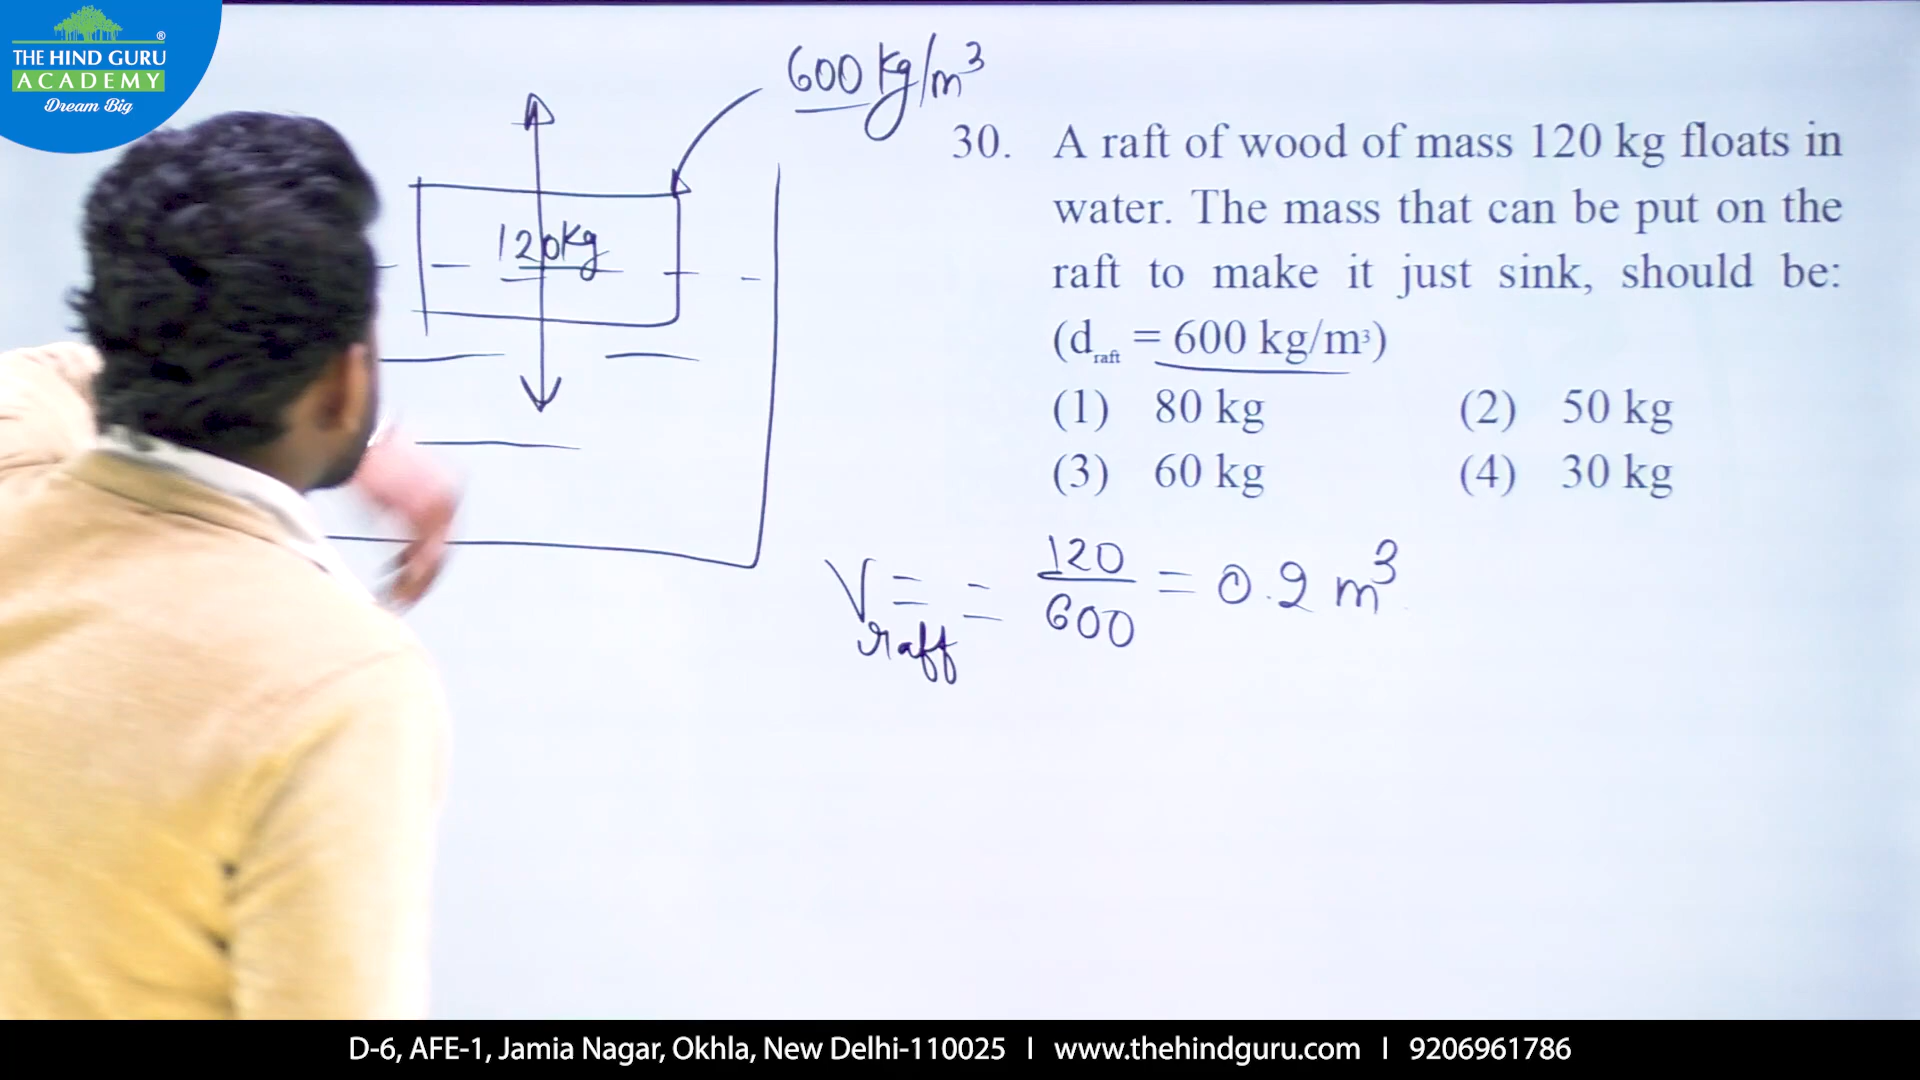 THE HIND GURU
®
ACADEMY
Dream Big
600 kg/m³
120kg
30. A raft of wood of mass 120 kg floats in
water. The mass that can be put on the
raft to make it just sink, should be:
(d_raft = 600 kg/m³)
(1) 80 kg (2) 50 kg
(3) 60 kg (4) 30 kg
V_raft = = 120/600 = 0.2 m³
D-6, AFE-1, Jamia Nagar, Okhla, New Delhi-110025 | www.thehindguru.com | 9206961786